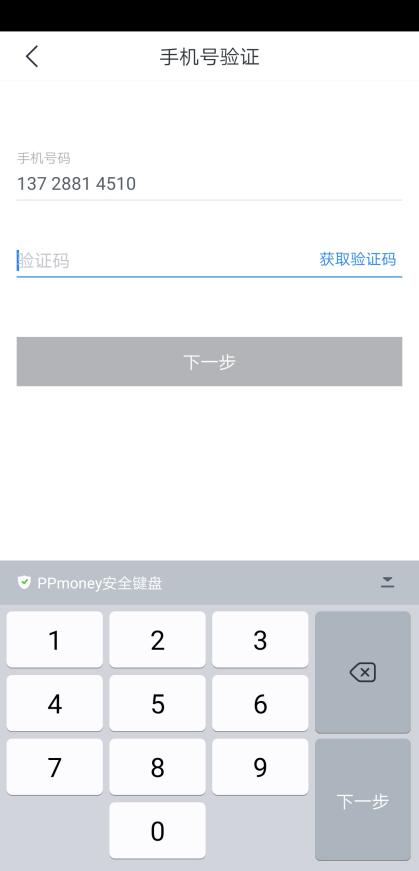 手机号验证
手机号码
137 2881 4510
验证码
获取验证码
下一步
PPmoney安全键盘
1 2 3
4 5 6
7 8 9
下一步
0